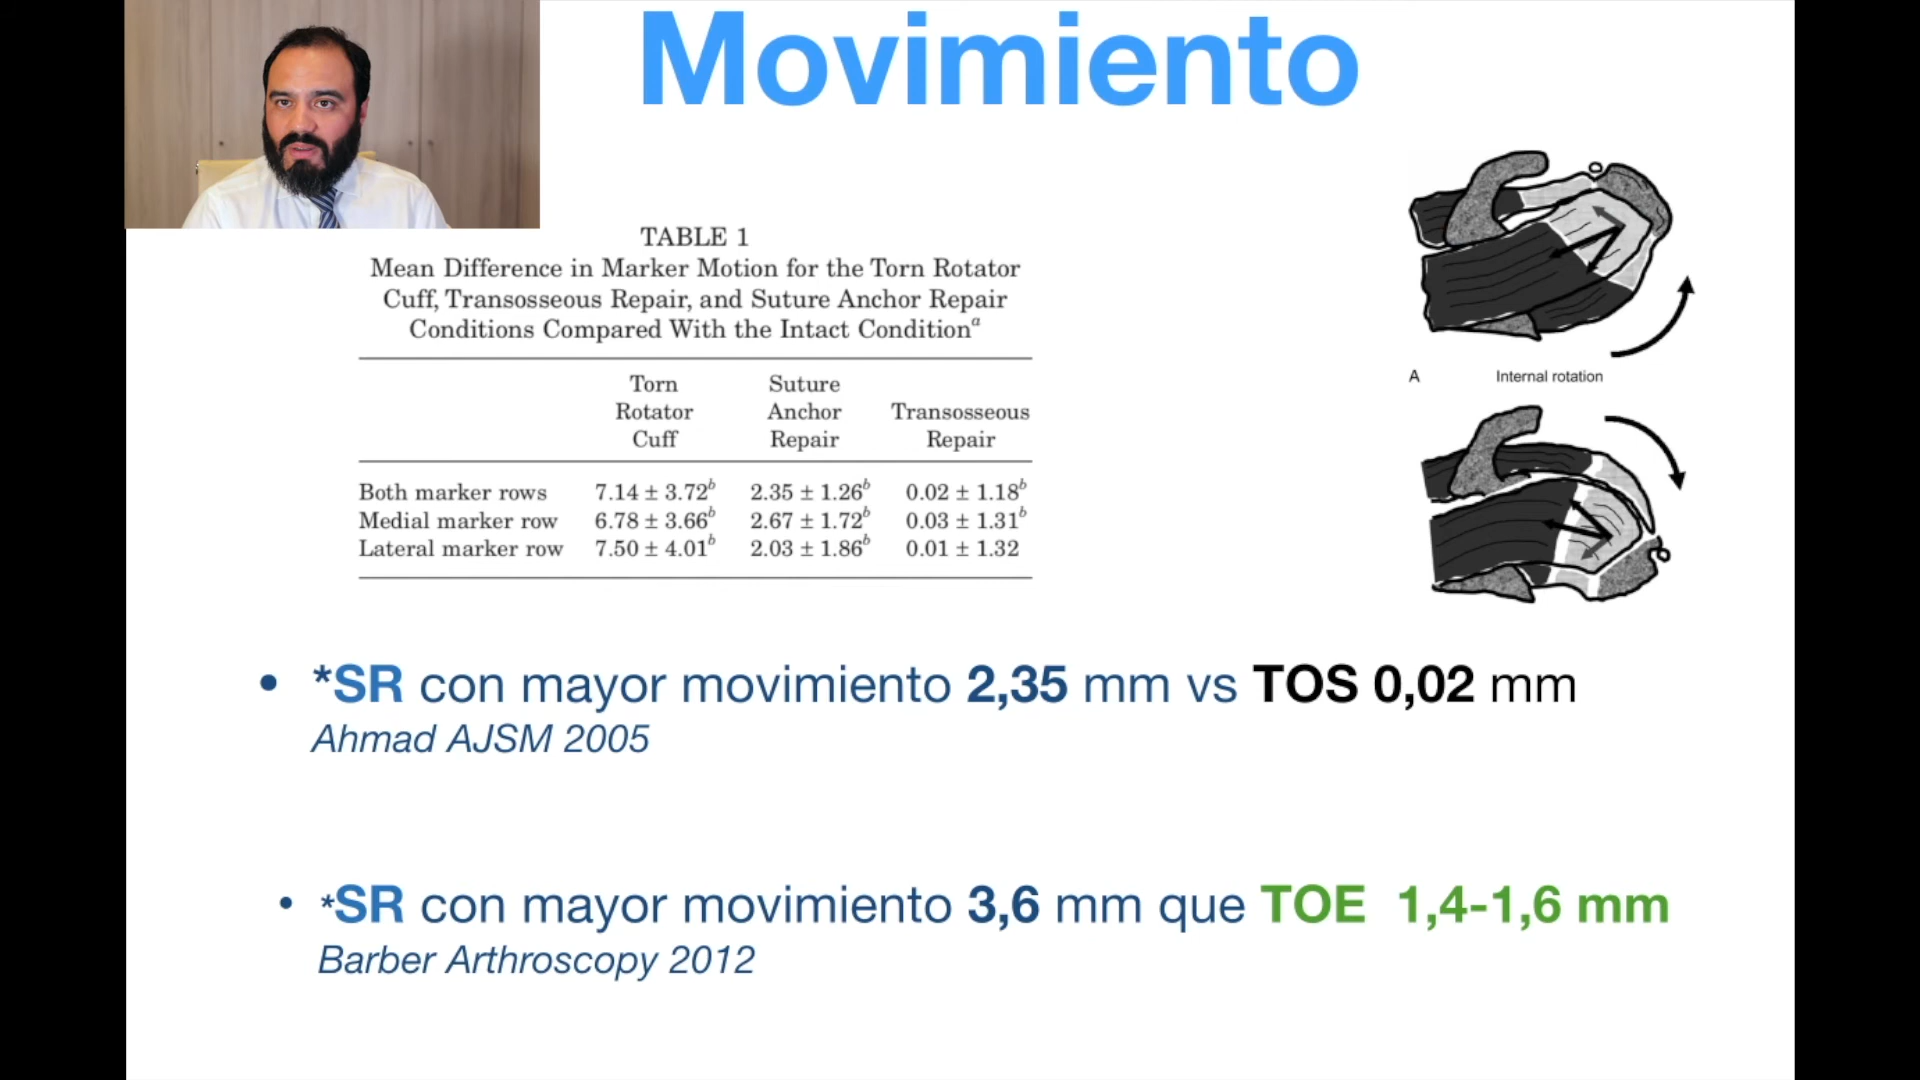 Movimiento
TABLE 1
Mean Difference in Marker Motion for the Torn Rotator
Cuff, Transosseous Repair, and Suture Anchor Repair
Conditions Compared With the Intact Condition^a
Torn Rotator Cuff Suture Anchor Repair Transosseous Repair
Both marker rows 7.14 ± 3.72^b 2.35 ± 1.26^b 0.02 ± 1.18^b
Medial marker row 6.78 ± 3.66^b 2.67 ± 1.72^b 0.03 ± 1.31^b
Lateral marker row 7.50 ± 4.01^b 2.03 ± 1.86^b 0.01 ± 1.32
A Internal rotation
• *SR con mayor movimiento 2,35 mm vs TOS 0,02 mm
Ahmad AJSM 2005
• *SR con mayor movimiento 3,6 mm que TOE 1,4-1,6 mm
Barber Arthroscopy 2012